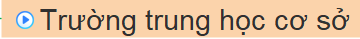 Trường trung học cơ sở